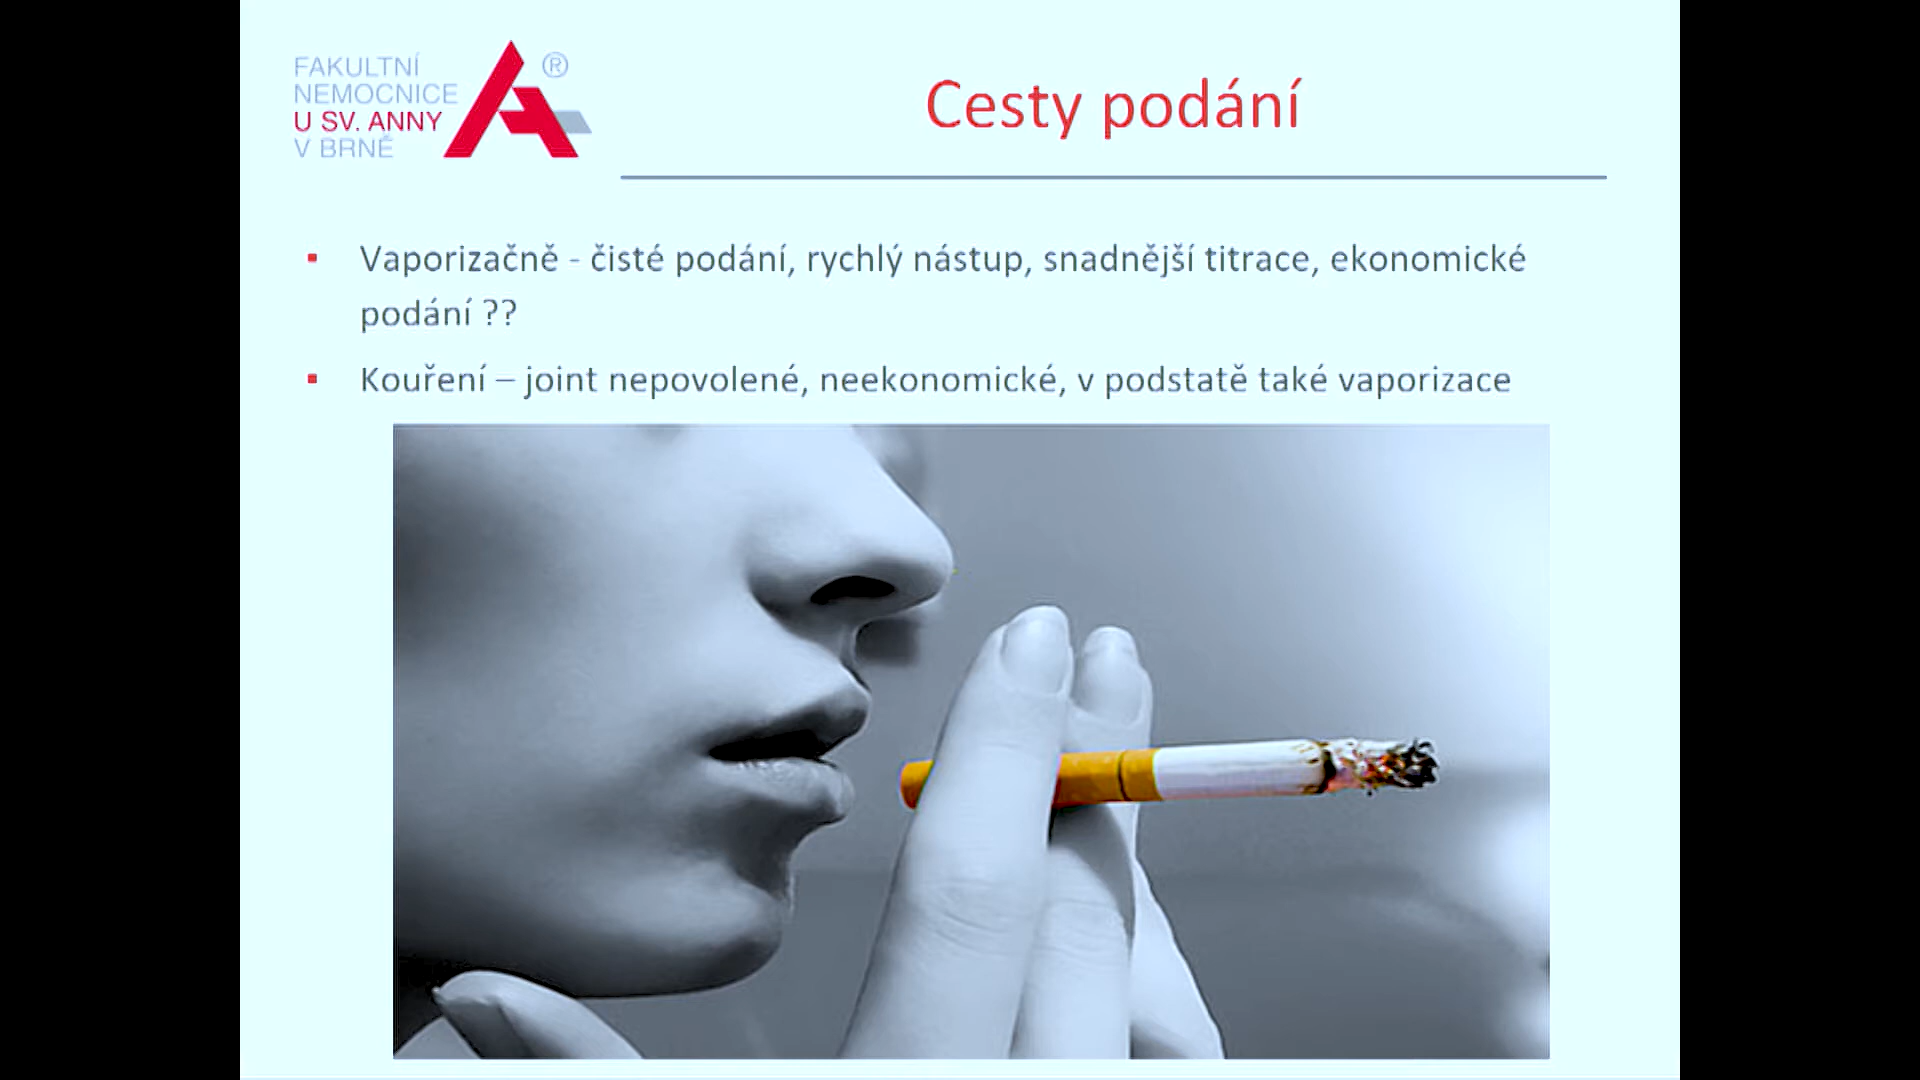 FAKULTNÍ
NEMOCNICE
U SV. ANNY
V BRNĚ
®
Cesty podání
▪ Vaporizačně - čisté podání, rychlý nástup, snadnější titrace, ekonomické
podání ??
▪ Kouření – joint nepovolené, neekonomické, v podstatě také vaporizace